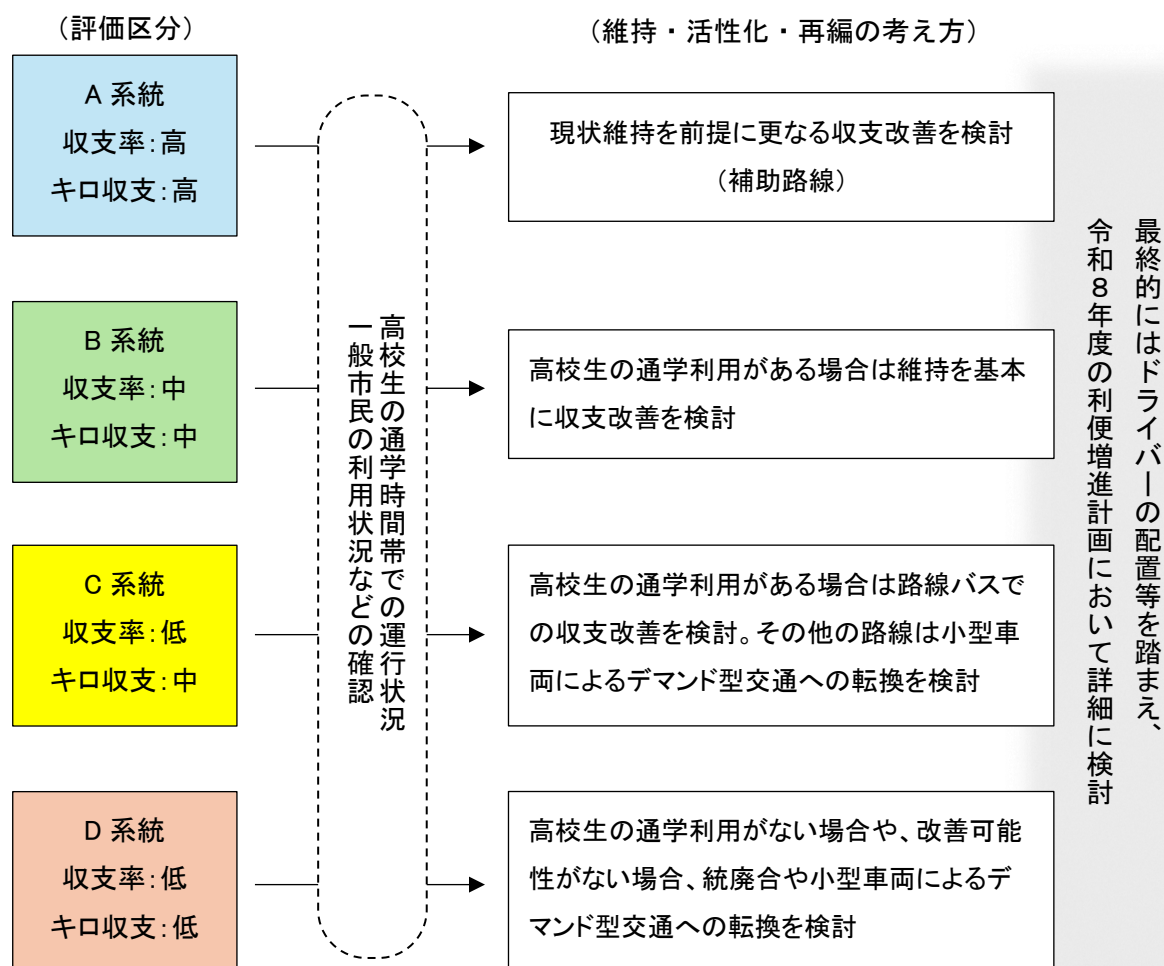 （評価区分）
（維持・活性化・再編の考え方）
A 系統
収支率：高
キロ収支：高
現状維持を前提に更なる収支改善を検討
（補助路線）
B 系統
収支率：中
キロ収支：中
高校生の通学利用がある場合は維持を基本
に収支改善を検討
C 系統
収支率：低
キロ収支：中
高校生の通学利用がある場合は路線バスで
の収支改善を検討。その他の路線は小型車
両によるデマンド型交通への転換を検討
D 系統
収支率：低
キロ収支：低
高校生の通学利用がない場合や、改善可能
性がない場合、統廃合や小型車両によるデ
マンド型交通への転換を検討
高校生の通学時間帯での運行状況
一般市民の利用状況などの確認
最終的にはドライバーの配置等を踏まえ、
令和８年度の利便増進計画において詳細に検討